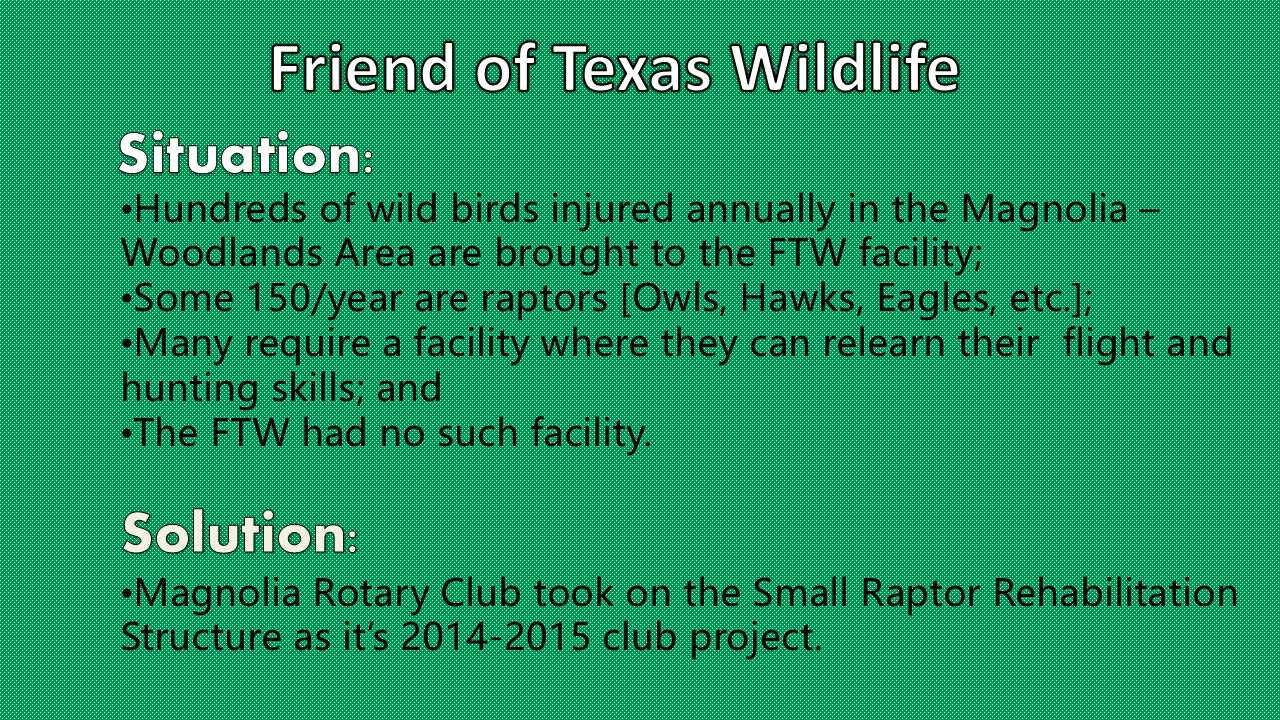 Friend of Texas Wildlife
Situation:
•Hundreds of wild birds injured annually in the Magnolia –
Woodlands Area are brought to the FTW facility;
•Some 150/year are raptors [Owls, Hawks, Eagles, etc.];
•Many require a facility where they can relearn their  flight and
hunting skills; and
•The FTW had no such facility.
Solution:
•Magnolia Rotary Club took on the Small Raptor Rehabilitation
Structure as it’s 2014-2015 club project.